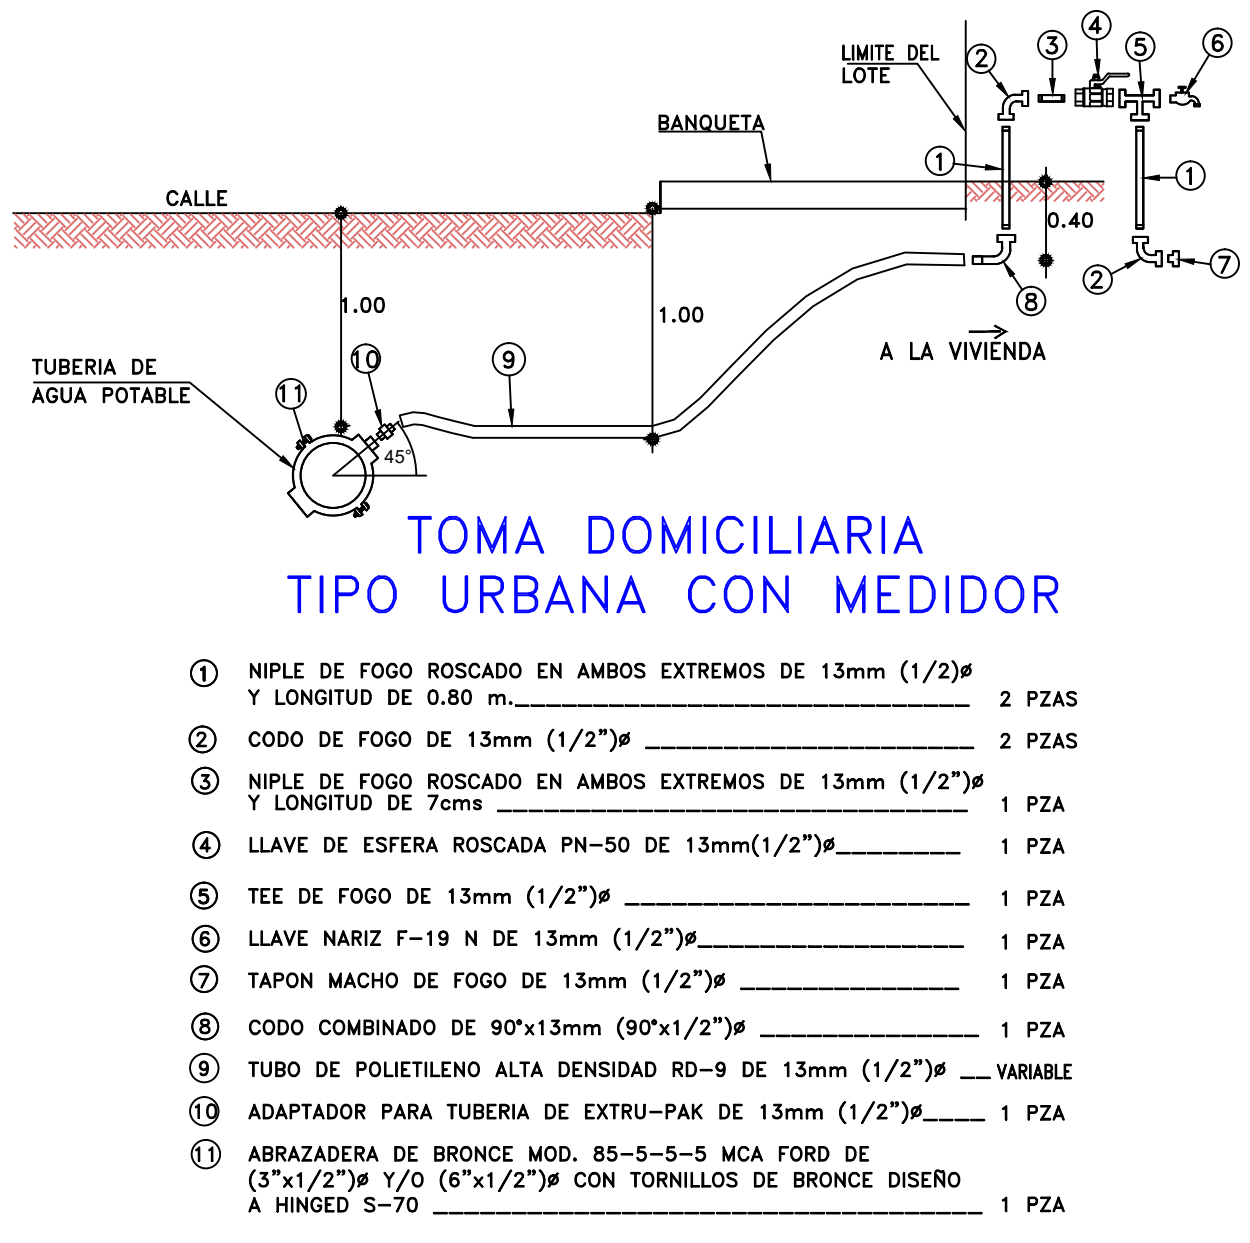 4
3
5
6
2
LIMITE DEL
LOTE
BANQUETA
1
1
CALLE
0.40
2
7
8
1.00
1.00
A LA VIVIENDA
TUBERIA DE
AGUA POTABLE
10
9
11
45°
TOMA DOMICILIARIA
TIPO URBANA CON MEDIDOR
1 NIPLE DE FOGO ROSCADO EN AMBOS EXTREMOS DE 13mm (1/2)ø
Y LONGITUD DE 0.80 m.______________________________ 2 PZAS
2 CODO DE FOGO DE 13mm (1/2")ø _____________________ 2 PZAS
3 NIPLE DE FOGO ROSCADO EN AMBOS EXTREMOS DE 13mm (1/2")ø
Y LONGITUD DE 7cms ______________________________ 1 PZA
4 LLAVE DE ESFERA ROSCADA PN-50 DE 13mm(1/2")ø________ 1 PZA
5 TEE DE FOGO DE 13mm (1/2")ø ______________________ 1 PZA
6 LLAVE NARIZ F-19 N DE 13mm (1/2")ø_________________ 1 PZA
7 TAPON MACHO DE FOGO DE 13mm (1/2")ø ______________ 1 PZA
8 CODO COMBINADO DE 90°x13mm (90°x1/2")ø ______________ 1 PZA
9 TUBO DE POLIETILENO ALTA DENSIDAD RD-9 DE 13mm (1/2")ø __ VARIABLE
10 ADAPTADOR PARA TUBERIA DE EXTRU-PAK DE 13mm (1/2")ø____ 1 PZA
11 ABRAZADERA DE BRONCE MOD. 85-5-5-5 MCA FORD DE
(3"x1/2")ø Y/O (6"x1/2")ø CON TORNILLOS DE BRONCE DISEÑO
A HINGED S-70 ___________________________________ 1 PZA